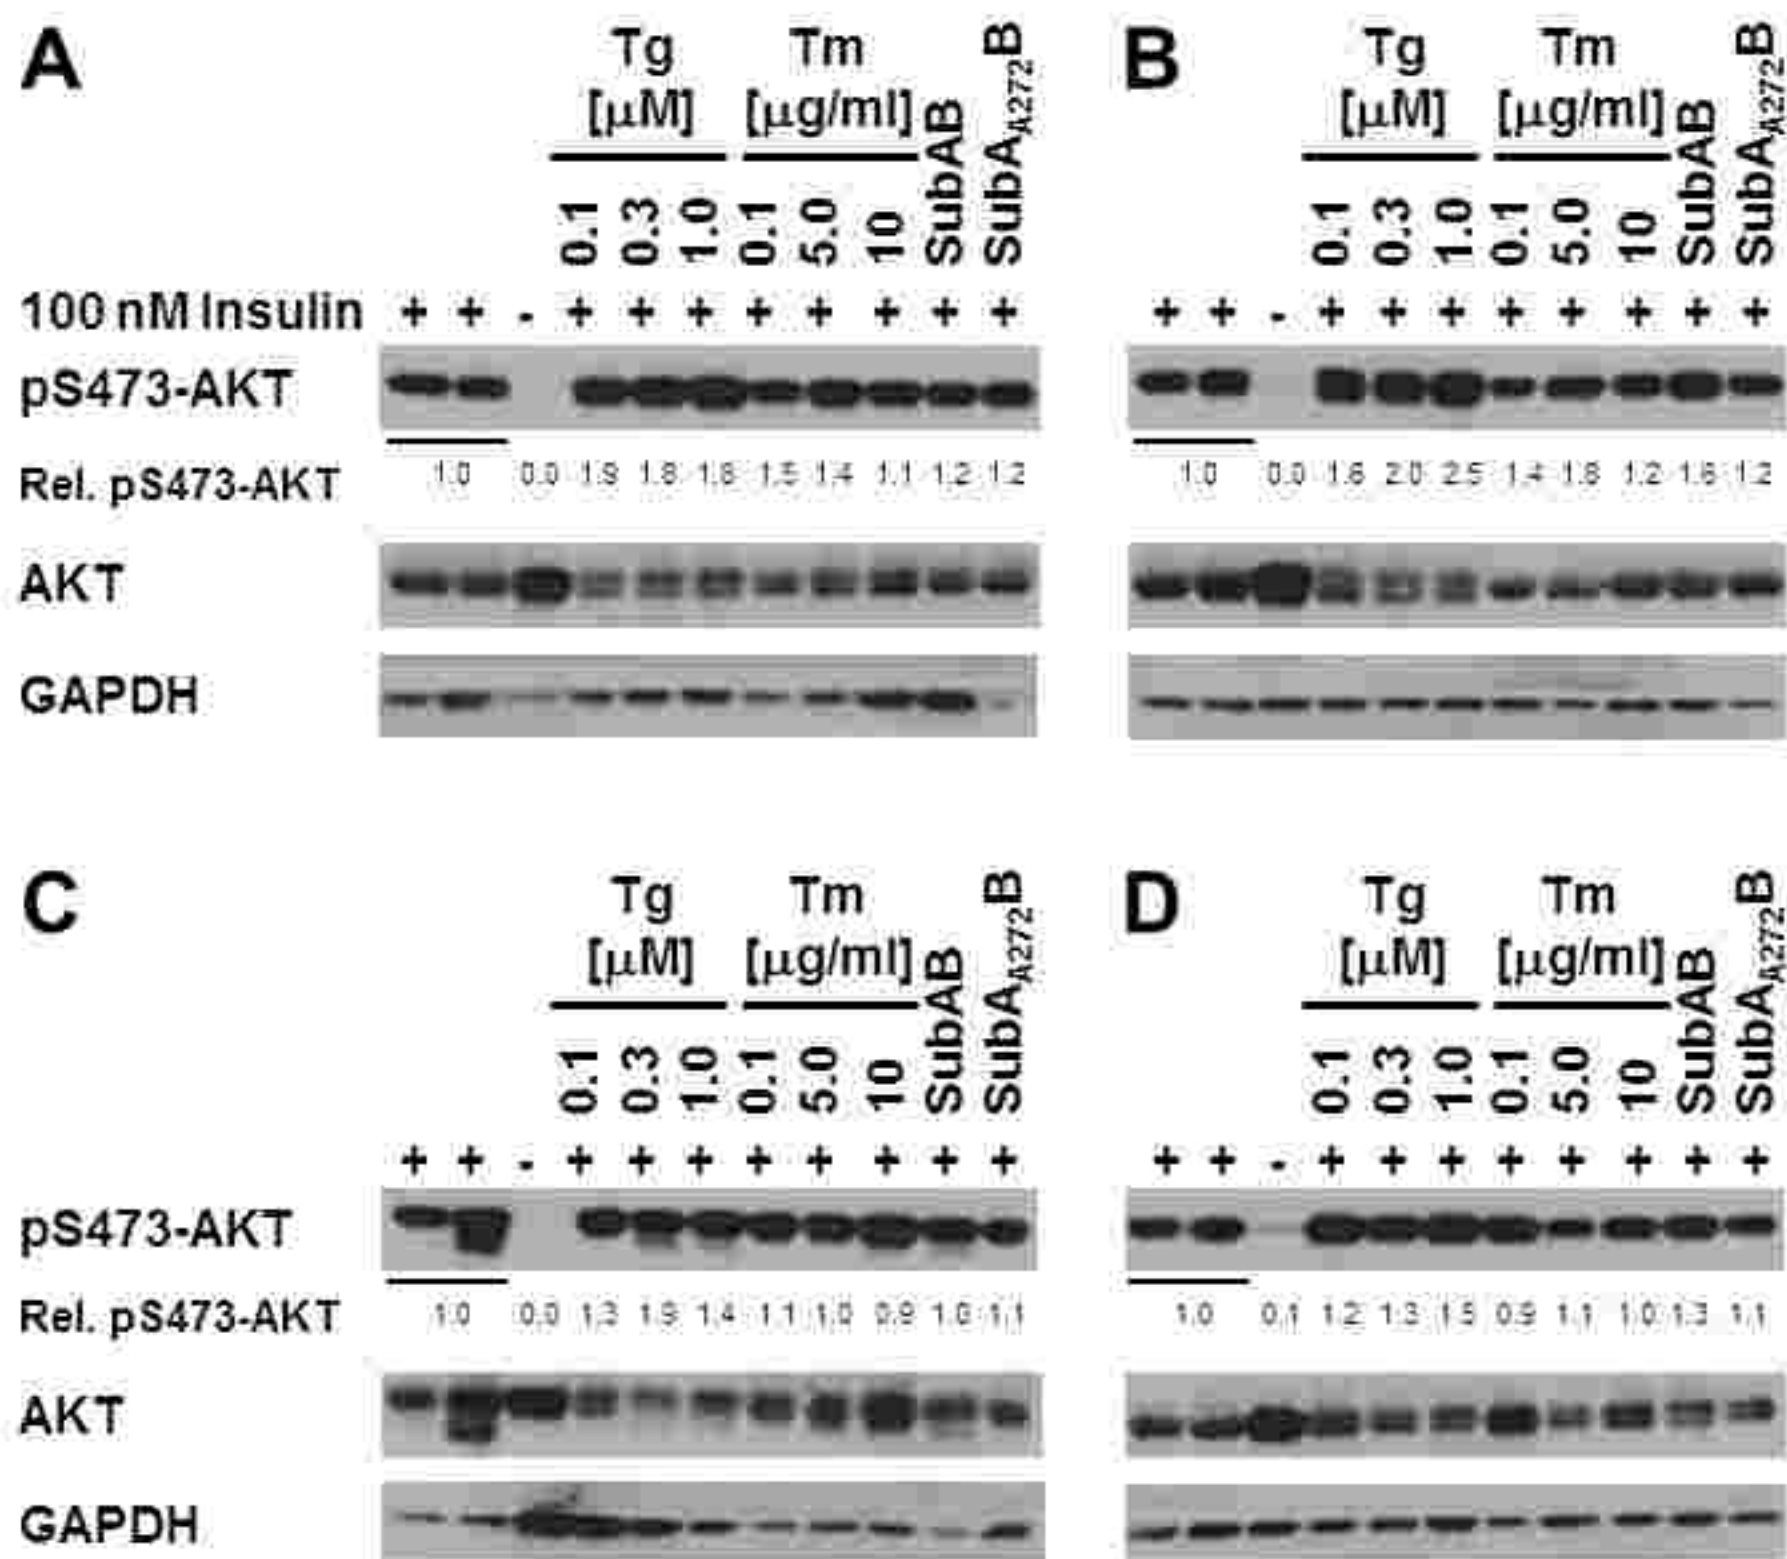 A
Tg
[μM]
Tm
[μg/ml]
SubAB
SubA_A272B
0.1 0.3 1.0 0.1 5.0 10
100 nM Insulin + + - + + + + + + + +
pS473-AKT
Rel. pS473-AKT 1.0 0.0 1.9 1.8 1.8 1.5 1.4 1.1 1.2 1.2
AKT
GAPDH
B
Tg
[μM]
Tm
[μg/ml]
SubAB
SubA_A272B
0.1 0.3 1.0 0.1 5.0 10
+ + - + + + + + + + +
1.0 0.0 1.6 2.0 2.5 1.4 1.8 1.2 1.6 1.2
C
Tg
[μM]
Tm
[μg/ml]
SubAB
SubA_A272B
0.1 0.3 1.0 0.1 5.0 10
+ + - + + + + + + + +
pS473-AKT
Rel. pS473-AKT 1.0 0.0 1.3 1.9 1.4 1.1 1.0 0.9 1.1
AKT
GAPDH
D
Tg
[μM]
Tm
[μg/ml]
SubAB
SubA_A272B
0.1 0.3 1.0 0.1 5.0 10
+ + - + + + + + + + +
1.0 0.1 1.2 1.3 1.5 0.9 1.1 1.0 1.3 1.1